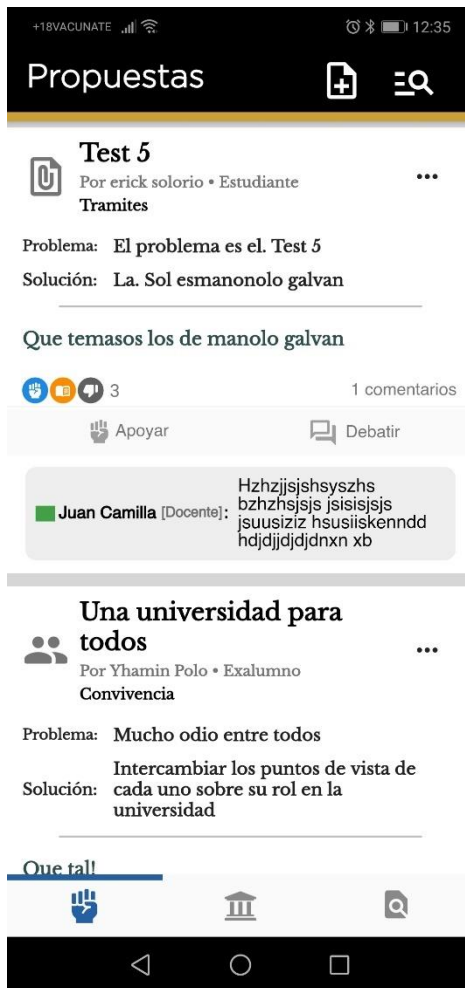 +18VACUNATE 12:35
Propuestas
Test 5
Por erick solorio • Estudiante
Tramites
Problema: El problema es el. Test 5
Solución: La. Sol esmanonolo galvan
Que temasos los de manolo galvan
3 1 comentarios
Apoyar Debatir
Hzhzjjsjshsyszhs
bzhzhsjsjs jsisisjsjs
Juan Camilla [Docente]: jsuusiziz hsusiiskenndd
hdjdjjdjdjdnxn xb
Una universidad para
todos
Por Yhamin Polo • Exalumno
Convivencia
Problema: Mucho odio entre todos
Intercambiar los puntos de vista de
Solución: cada uno sobre su rol en la
universidad
Que tal!